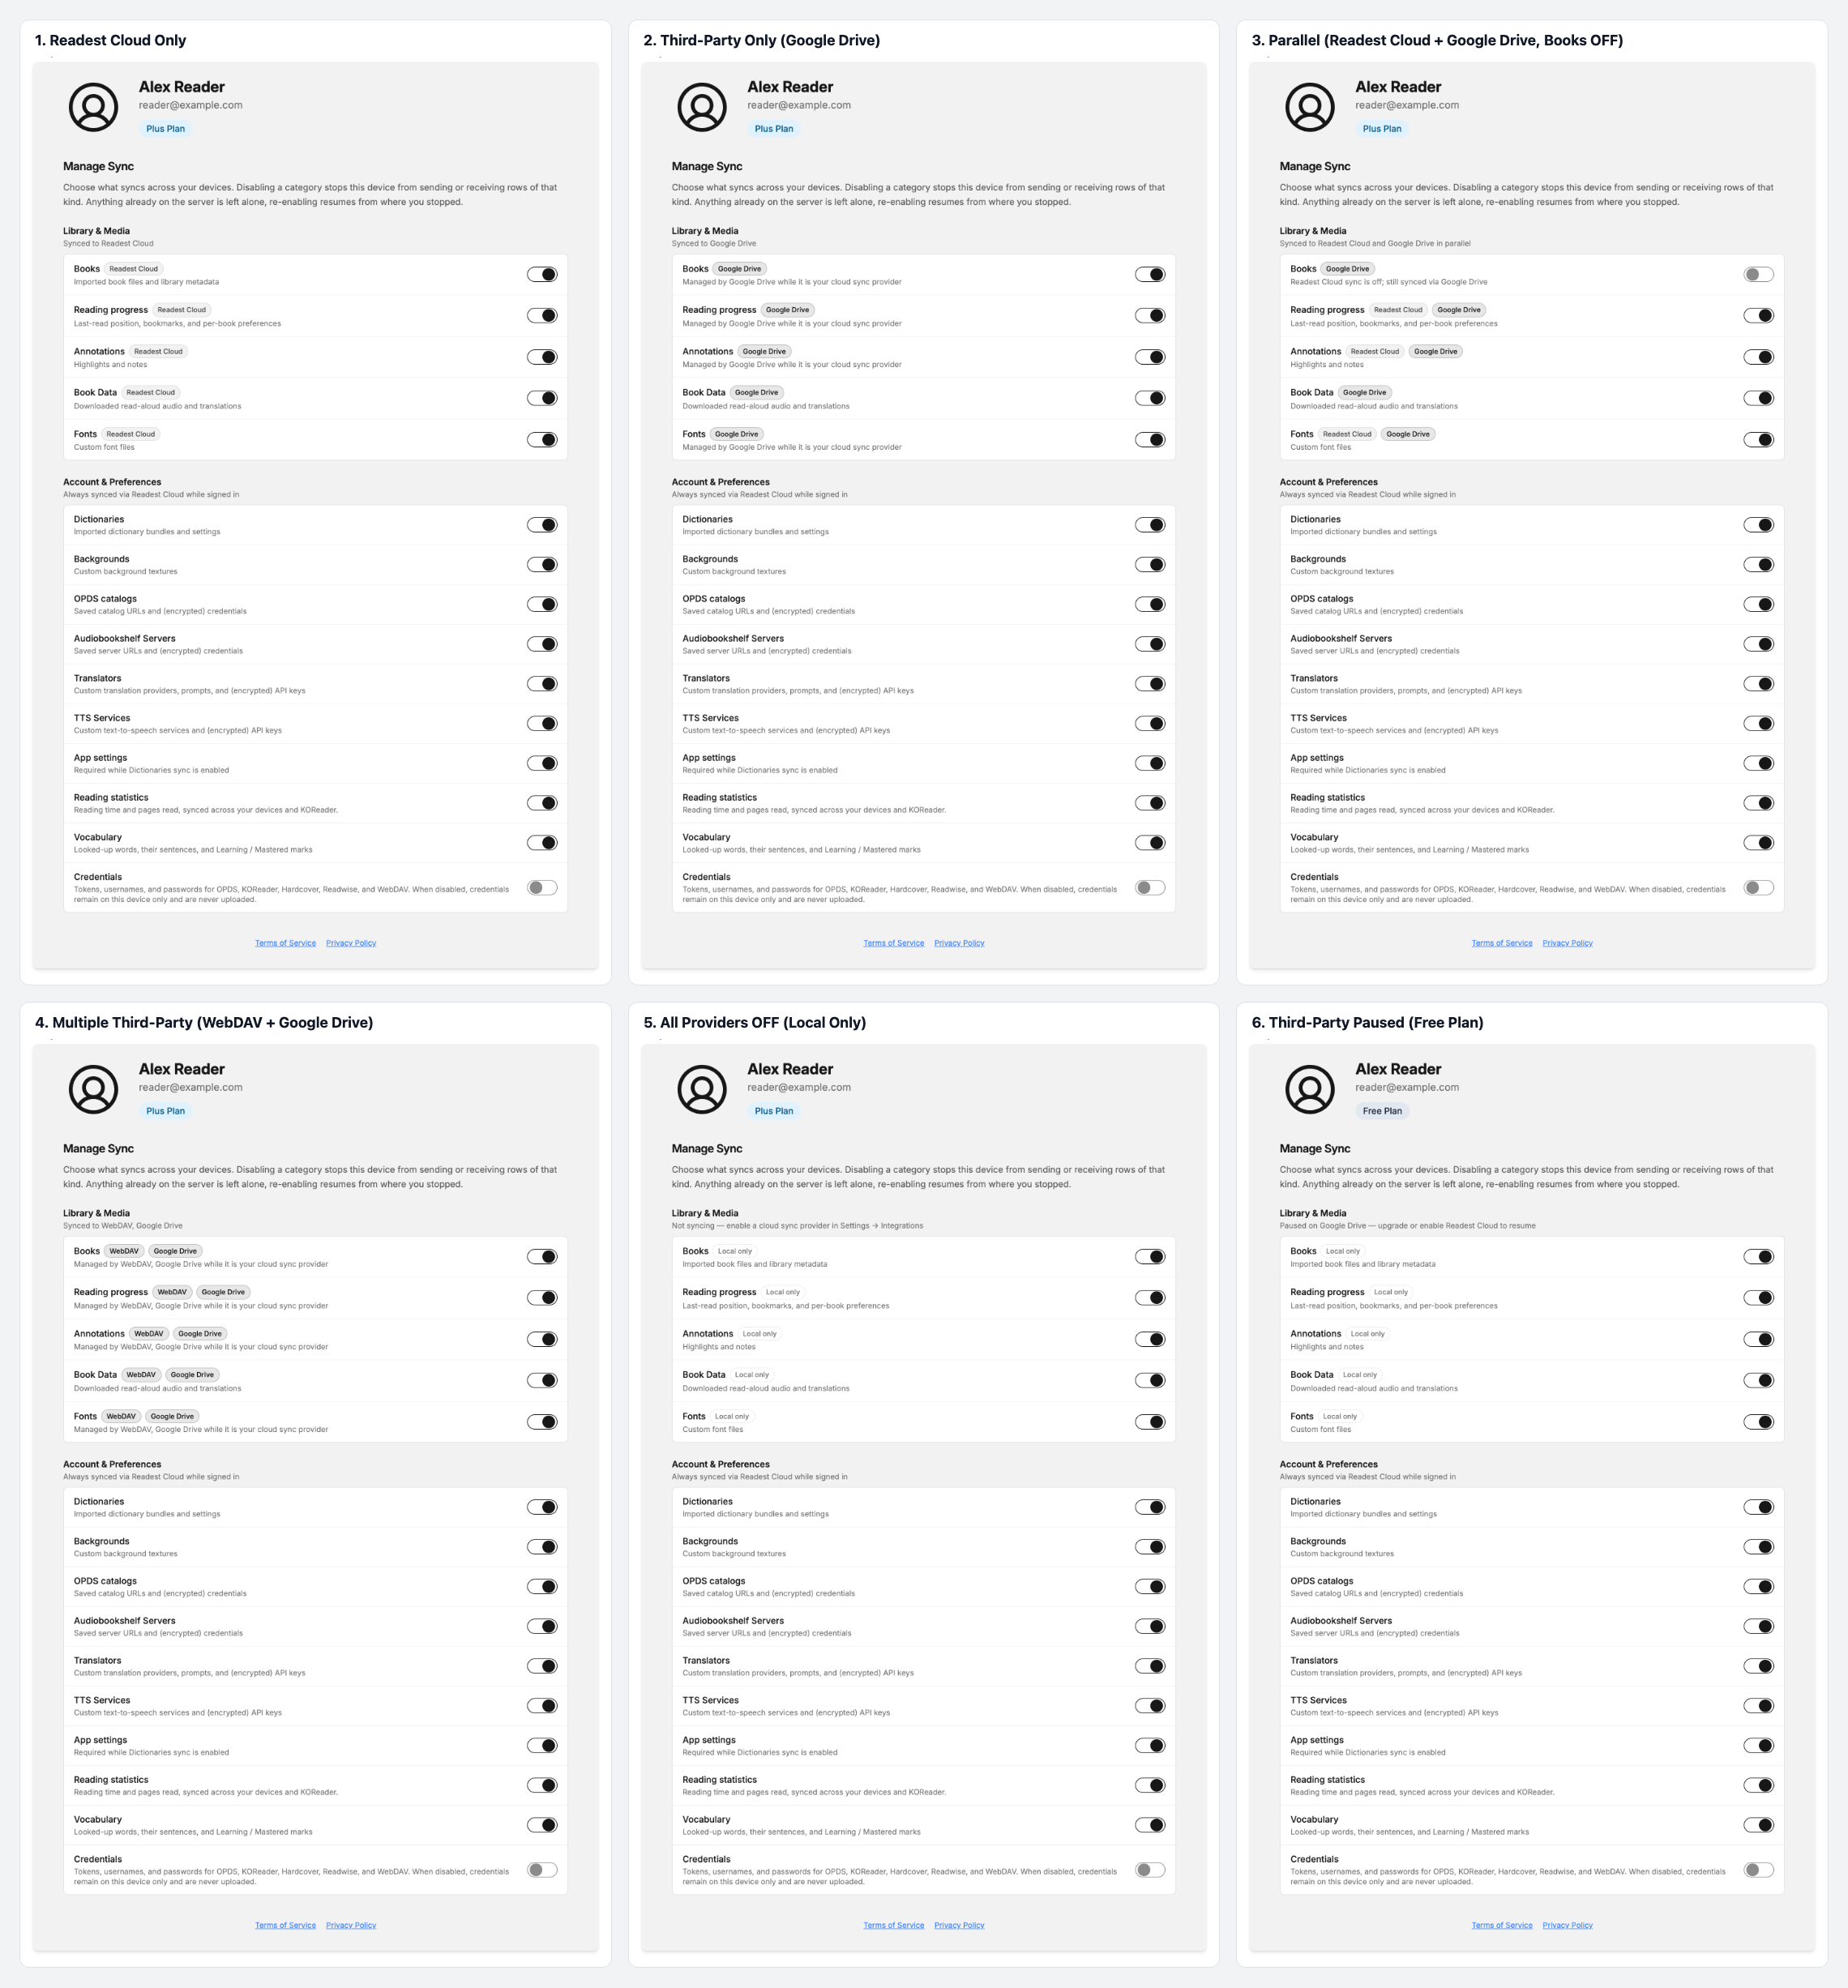 1. Readest Cloud Only
Alex Reader
reader@example.com
Plus Plan
Manage Sync
Choose what syncs across your devices. Disabling a category stops this device from sending or receiving rows of that
kind. Anything already on the server is left alone, re-enabling resumes from where you stopped.
Library & Media
Synced to Readest Cloud
Books Readest Cloud
Imported book files and library metadata
Reading progress Readest Cloud
Last-read position, bookmarks, and per-book preferences
Annotations Readest Cloud
Highlights and notes
Book Data Readest Cloud
Downloaded read-aloud audio and translations
Fonts Readest Cloud
Custom font files
Account & Preferences
Always synced via Readest Cloud while signed in
Dictionaries
Imported dictionary bundles and settings
Backgrounds
Custom background textures
OPDS catalogs
Saved catalog URLs and (encrypted) credentials
Audiobookshelf Servers
Saved server URLs and (encrypted) credentials
Translators
Custom translation providers, prompts, and (encrypted) API keys
TTS Services
Custom text-to-speech services and (encrypted) API keys
App settings
Required while Dictionaries sync is enabled
Reading statistics
Reading time and pages read, synced across your devices and KOReader.
Vocabulary
Looked-up words, their sentences, and Learning / Mastered marks
Credentials
Tokens, usernames, and passwords for OPDS, KOReader, Hardcover, Readwise, and WebDAV. When disabled, credentials
remain on this device only and are never uploaded.
Terms of Service Privacy Policy
2. Third-Party Only (Google Drive)
Alex Reader
reader@example.com
Plus Plan
Manage Sync
Choose what syncs across your devices. Disabling a category stops this device from sending or receiving rows of that
kind. Anything already on the server is left alone, re-enabling resumes from where you stopped.
Library & Media
Synced to Google Drive
Books Google Drive
Managed by Google Drive while it is your cloud sync provider
Reading progress Google Drive
Managed by Google Drive while it is your cloud sync provider
Annotations Google Drive
Managed by Google Drive while it is your cloud sync provider
Book Data Google Drive
Downloaded read-aloud audio and translations
Fonts Google Drive
Managed by Google Drive while it is your cloud sync provider
Account & Preferences
Always synced via Readest Cloud while signed in
Dictionaries
Imported dictionary bundles and settings
Backgrounds
Custom background textures
OPDS catalogs
Saved catalog URLs and (encrypted) credentials
Audiobookshelf Servers
Saved server URLs and (encrypted) credentials
Translators
Custom translation providers, prompts, and (encrypted) API keys
TTS Services
Custom text-to-speech services and (encrypted) API keys
App settings
Required while Dictionaries sync is enabled
Reading statistics
Reading time and pages read, synced across your devices and KOReader.
Vocabulary
Looked-up words, their sentences, and Learning / Mastered marks
Credentials
Tokens, usernames, and passwords for OPDS, KOReader, Hardcover, Readwise, and WebDAV. When disabled, credentials
remain on this device only and are never uploaded.
Terms of Service Privacy Policy
3. Parallel (Readest Cloud + Google Drive, Books OFF)
Alex Reader
reader@example.com
Plus Plan
Manage Sync
Choose what syncs across your devices. Disabling a category stops this device from sending or receiving rows of that
kind. Anything already on the server is left alone, re-enabling resumes from where you stopped.
Library & Media
Synced to Readest Cloud and Google Drive in parallel
Books Google Drive
Readest Cloud sync is off; still synced via Google Drive
Reading progress Readest Cloud Google Drive
Last-read position, bookmarks, and per-book preferences
Annotations Readest Cloud Google Drive
Highlights and notes
Book Data Google Drive
Downloaded read-aloud audio and translations
Fonts Readest Cloud Google Drive
Custom font files
Account & Preferences
Always synced via Readest Cloud while signed in
Dictionaries
Imported dictionary bundles and settings
Backgrounds
Custom background textures
OPDS catalogs
Saved catalog URLs and (encrypted) credentials
Audiobookshelf Servers
Saved server URLs and (encrypted) credentials
Translators
Custom translation providers, prompts, and (encrypted) API keys
TTS Services
Custom text-to-speech services and (encrypted) API keys
App settings
Required while Dictionaries sync is enabled
Reading statistics
Reading time and pages read, synced across your devices and KOReader.
Vocabulary
Looked-up words, their sentences, and Learning / Mastered marks
Credentials
Tokens, usernames, and passwords for OPDS, KOReader, Hardcover, Readwise, and WebDAV. When disabled, credentials
remain on this device only and are never uploaded.
Terms of Service Privacy Policy
4. Multiple Third-Party (WebDAV + Google Drive)
Alex Reader
reader@example.com
Plus Plan
Manage Sync
Choose what syncs across your devices. Disabling a category stops this device from sending or receiving rows of that
kind. Anything already on the server is left alone, re-enabling resumes from where you stopped.
Library & Media
Synced to WebDAV, Google Drive
Books WebDAV Google Drive
Managed by WebDAV, Google Drive while it is your cloud sync provider
Reading progress WebDAV Google Drive
Managed by WebDAV, Google Drive while it is your cloud sync provider
Annotations WebDAV Google Drive
Managed by WebDAV, Google Drive while it is your cloud sync provider
Book Data WebDAV Google Drive
Downloaded read-aloud audio and translations
Fonts WebDAV Google Drive
Managed by WebDAV, Google Drive while it is your cloud sync provider
Account & Preferences
Always synced via Readest Cloud while signed in
Dictionaries
Imported dictionary bundles and settings
Backgrounds
Custom background textures
OPDS catalogs
Saved catalog URLs and (encrypted) credentials
Audiobookshelf Servers
Saved server URLs and (encrypted) credentials
Translators
Custom translation providers, prompts, and (encrypted) API keys
TTS Services
Custom text-to-speech services and (encrypted) API keys
App settings
Required while Dictionaries sync is enabled
Reading statistics
Reading time and pages read, synced across your devices and KOReader.
Vocabulary
Looked-up words, their sentences, and Learning / Mastered marks
Credentials
Tokens, usernames, and passwords for OPDS, KOReader, Hardcover, Readwise, and WebDAV. When disabled, credentials
remain on this device only and are never uploaded.
Terms of Service Privacy Policy
5. All Providers OFF (Local Only)
Alex Reader
reader@example.com
Plus Plan
Manage Sync
Choose what syncs across your devices. Disabling a category stops this device from sending or receiving rows of that
kind. Anything already on the server is left alone, re-enabling resumes from where you stopped.
Library & Media
Not syncing — enable a cloud sync provider in Settings → Integrations
Books Local only
Imported book files and library metadata
Reading progress Local only
Last-read position, bookmarks, and per-book preferences
Annotations Local only
Highlights and notes
Book Data Local only
Downloaded read-aloud audio and translations
Fonts Local only
Custom font files
Account & Preferences
Always synced via Readest Cloud while signed in
Dictionaries
Imported dictionary bundles and settings
Backgrounds
Custom background textures
OPDS catalogs
Saved catalog URLs and (encrypted) credentials
Audiobookshelf Servers
Saved server URLs and (encrypted) credentials
Translators
Custom translation providers, prompts, and (encrypted) API keys
TTS Services
Custom text-to-speech services and (encrypted) API keys
App settings
Required while Dictionaries sync is enabled
Reading statistics
Reading time and pages read, synced across your devices and KOReader.
Vocabulary
Looked-up words, their sentences, and Learning / Mastered marks
Credentials
Tokens, usernames, and passwords for OPDS, KOReader, Hardcover, Readwise, and WebDAV. When disabled, credentials
remain on this device only and are never uploaded.
Terms of Service Privacy Policy
6. Third-Party Paused (Free Plan)
Alex Reader
reader@example.com
Free Plan
Manage Sync
Choose what syncs across your devices. Disabling a category stops this device from sending or receiving rows of that
kind. Anything already on the server is left alone, re-enabling resumes from where you stopped.
Library & Media
Paused on Google Drive — upgrade or enable Readest Cloud to resume
Books Local only
Imported book files and library metadata
Reading progress Local only
Last-read position, bookmarks, and per-book preferences
Annotations Local only
Highlights and notes
Book Data Local only
Downloaded read-aloud audio and translations
Fonts Local only
Custom font files
Account & Preferences
Always synced via Readest Cloud while signed in
Dictionaries
Imported dictionary bundles and settings
Backgrounds
Custom background textures
OPDS catalogs
Saved catalog URLs and (encrypted) credentials
Audiobookshelf Servers
Saved server URLs and (encrypted) credentials
Translators
Custom translation providers, prompts, and (encrypted) API keys
TTS Services
Custom text-to-speech services and (encrypted) API keys
App settings
Required while Dictionaries sync is enabled
Reading statistics
Reading time and pages read, synced across your devices and KOReader.
Vocabulary
Looked-up words, their sentences, and Learning / Mastered marks
Credentials
Tokens, usernames, and passwords for OPDS, KOReader, Hardcover, Readwise, and WebDAV. When disabled, credentials
remain on this device only and are never uploaded.
Terms of Service Privacy Policy